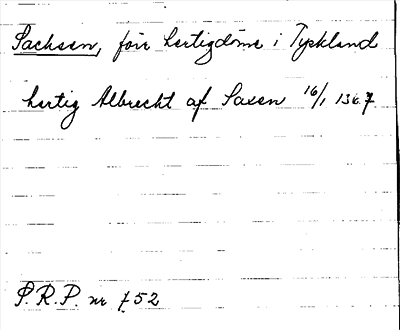 Sachsen, förr hertigdöme i Tyskland
hertig Albrecht af Saxen 16/1 1367
S.R.P. nr 752